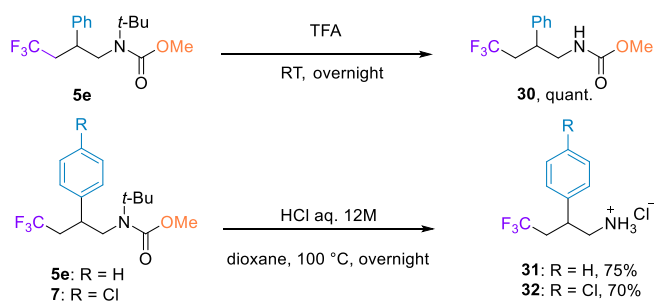 Ph
t-Bu
F₃C
N
OMe
O
5e
TFA
RT, overnight
Ph
H
F₃C
N
OMe
O
30, quant.
R
t-Bu
F₃C
N
OMe
O
5e: R = H
7: R = Cl
HCl aq. 12M
dioxane, 100 °C, overnight
R
F₃C
NH₃
+
Cl⁻
31: R = H, 75%
32: R = Cl, 70%